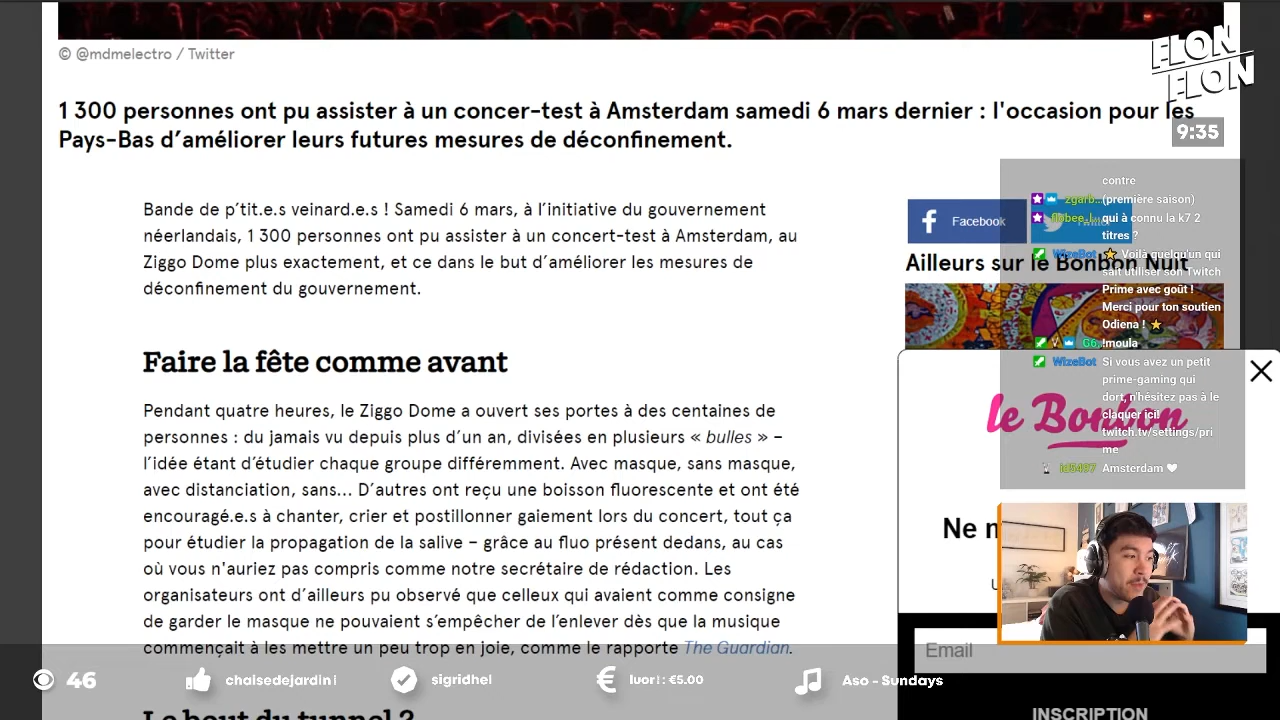 © @mdmelectro / Twitter
FLON
FLON
1 300 personnes ont pu assister à un concer-test à Amsterdam samedi 6 mars dernier : l'occasion pour les
Pays-Bas d’améliorer leurs futures mesures de déconfinement.
9:35
Bande de p’tit.e.s veinard.e.s ! Samedi 6 mars, à l’initiative du gouvernement
néerlandais, 1 300 personnes ont pu assister à un concert-test à Amsterdam, au
Ziggo Dome plus exactement, et ce dans le but d’améliorer les mesures de
déconfinement du gouvernement.
Faire la fête comme avant
Pendant quatre heures, le Ziggo Dome a ouvert ses portes à des centaines de
personnes : du jamais vu depuis plus d’un an, divisées en plusieurs « bulles » –
l’idée étant d’étudier chaque groupe différemment. Avec masque, sans masque,
avec distanciation, sans... D’autres ont reçu une boisson fluorescente et ont été
encouragé.e.s à chanter, crier et postillonner gaiement lors du concert, tout ça
pour étudier la propagation de la salive – grâce au fluo présent dedans, au cas
où vous n'auriez pas compris comme notre secrétaire de rédaction. Les
organisateurs ont d’ailleurs pu observé que celleux qui avaient comme consigne
de garder le masque ne pouvaient s’empêcher de l’enlever dès que la musique
commençait à les mettre un peu trop en joie, comme le rapporte The Guardian.
Le bout du tunnel ?
Facebook
Twitter
Ailleurs sur le Bonbon Nuit
contre
zgarb... (première saison)
qui à connu la k7 2
titres ?
WizeBot ⭐ Voilà quelqu'un qui
sait utiliser son Twitch
Prime avec goût !
Merci pour ton soutien
Odiena ! ⭐
G6...!moula
WizeBot Si vous avez un petit
prime-gaming qui
dort, n'hésitez pas à le
claquer ici!
twitch.tv/settings/pri
me
id5497 Amsterdam ❤
le Bonbon
Ne
Email
INSCRIPTION
46
chaisedejardin
sigridhel
luor : €5.00
Aso - Sundays